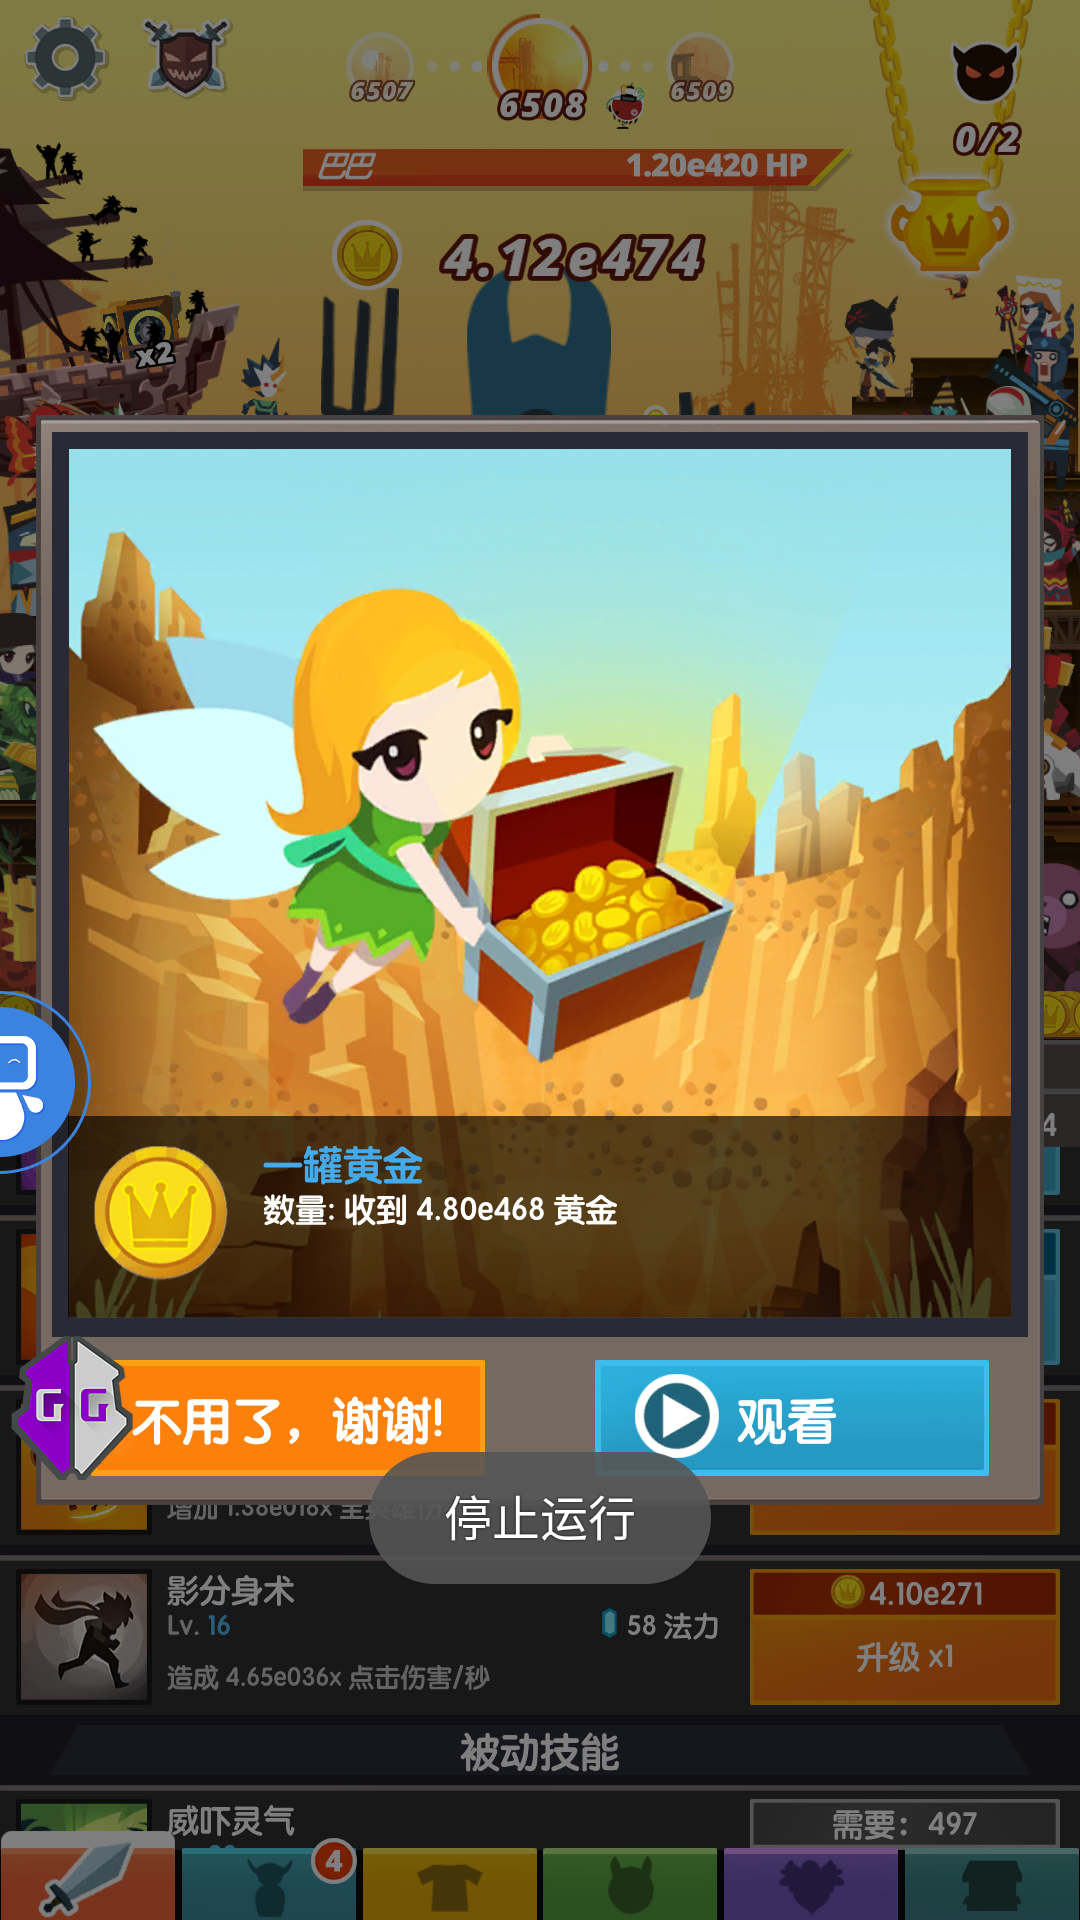 6507
6508
6509
0/2
巴巴
1.20e420 HP
4.12e474
x2
一罐黄金
数量: 收到 4.80e468 黄金
4
GG
不用了，谢谢!
观看
停止运行
影分身术
4.10e271
Lv. 16
58 法力
升级 x1
造成 4.65e036x 点击伤害/秒
被动技能
威吓灵气
需要：497
4